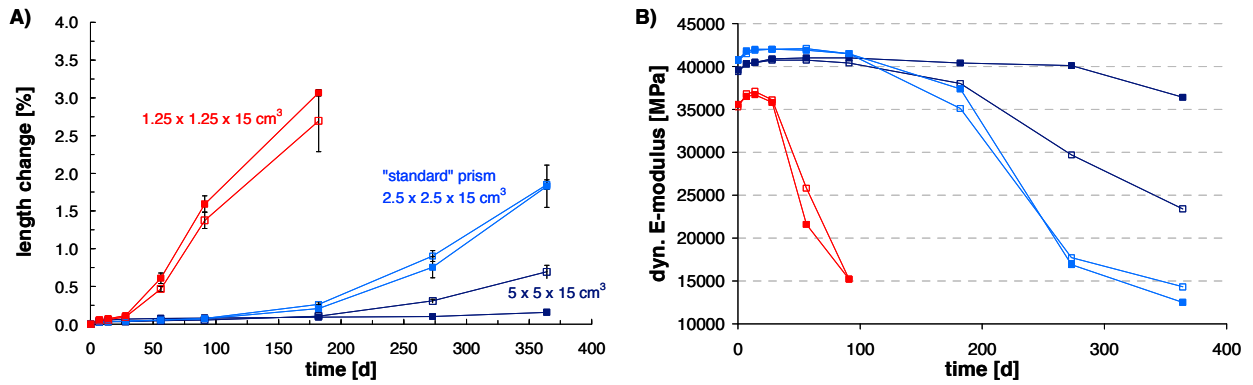 A)
4.0
3.5
3.0
2.5
2.0
1.5
1.0
0.5
0.0
length change [%]
1.25 x 1.25 x 15 cm³
"standard" prism
2.5 x 2.5 x 15 cm³
5 x 5 x 15 cm³
0 50 100 150 200 250 300 350 400
time [d]
B)
45000
40000
35000
30000
25000
20000
15000
10000
dyn. E-modulus [MPa]
0 100 200 300 400
time [d]